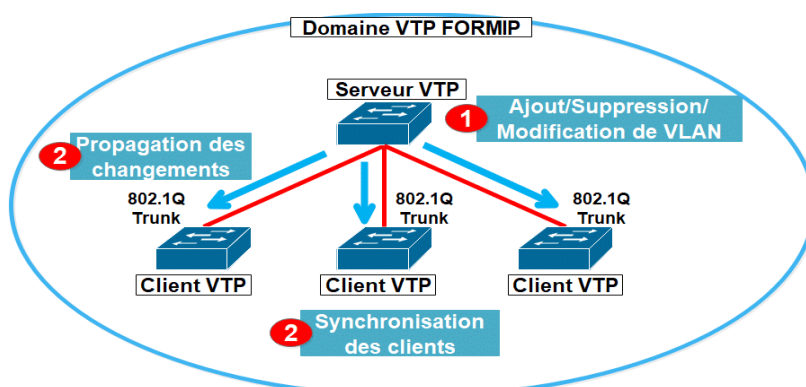 Domaine VTP FORMIP
Serveur VTP
1
Ajout/Suppression/
Modification de VLAN
2
Propagation des
changements
802.1Q
Trunk
802.1Q
Trunk
802.1Q
Trunk
Client VTP
Client VTP
Client VTP
2
Synchronisation
des clients